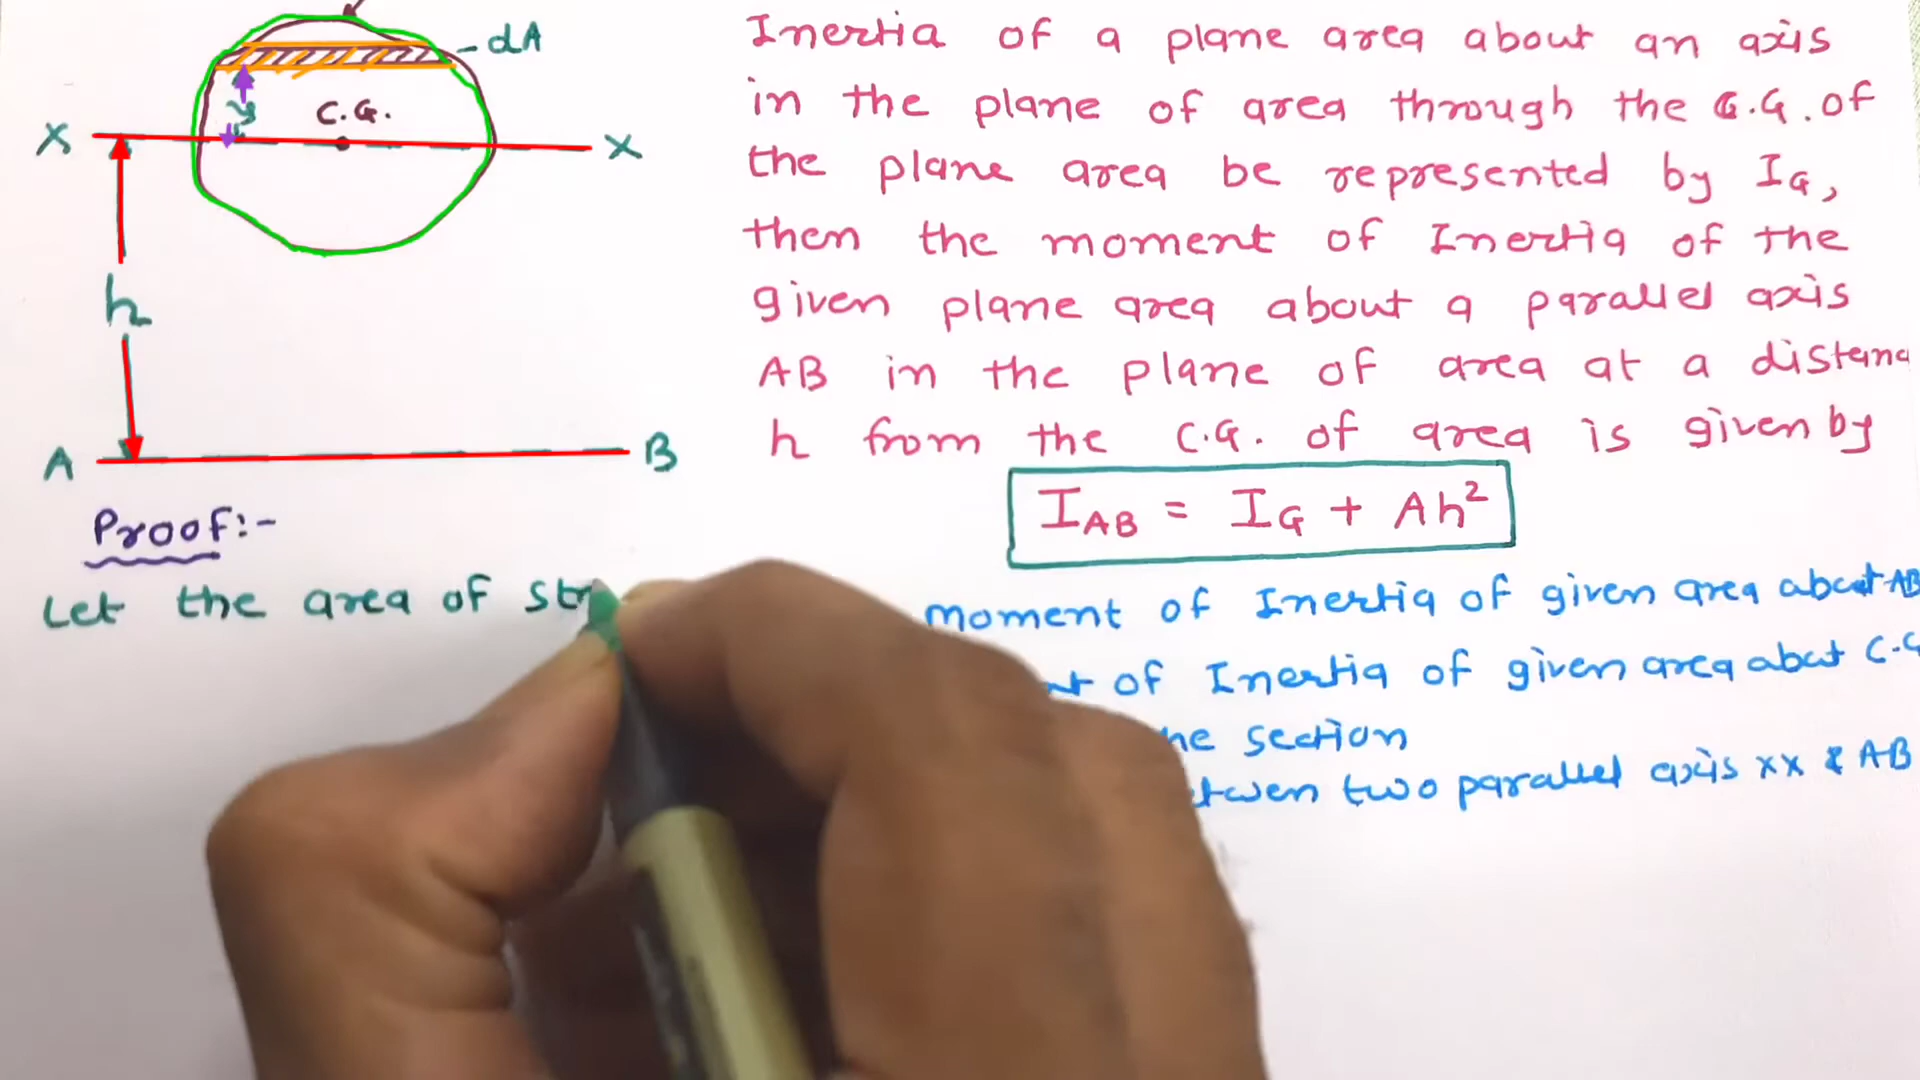 - dA
y
C.G.
X
X
h
A
B
Proof:-
Let the area of str
Inertia of a plane area about an axis
in the plane of area through the C.G. of
the plane area be represented by IG,
then the moment of Inertia of the
given plane area about a parallel axis
AB in the plane of area at a distanc
h from the C.G. of area is given by
IAB = IG + Ah²
moment of Inertia of given area about AB
of Inertia of given area abat C.G
section
twen two parallel axis xx & AB